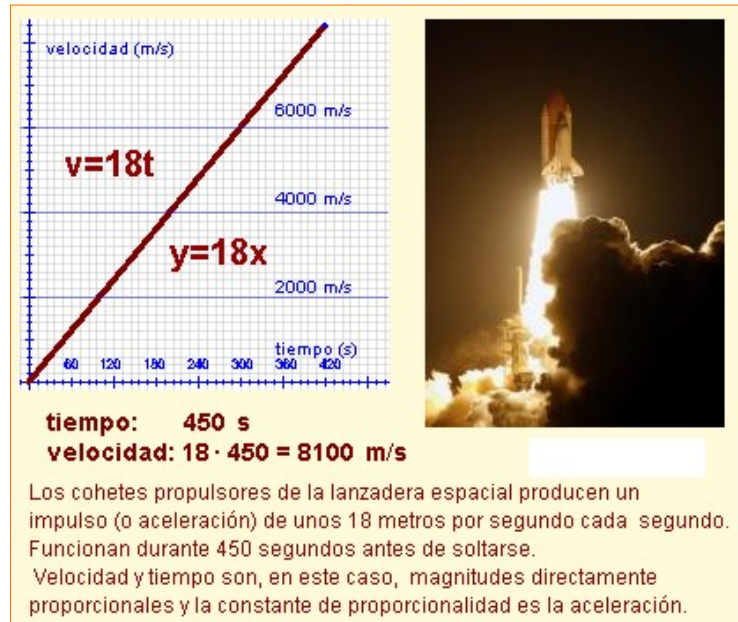 velocidad (m/s)
6000 m/s
v=18t
4000 m/s
y=18x
2000 m/s
tiempo (s)
60 120 180 240 300 360 420
tiempo: 450 s
velocidad: 18 · 450 = 8100 m/s
Los cohetes propulsores de la lanzadera espacial producen un
impulso (o aceleración) de unos 18 metros por segundo cada segundo.
Funcionan durante 450 segundos antes de soltarse.
Velocidad y tiempo son, en este caso, magnitudes directamente
proporcionales y la constante de proporcionalidad es la aceleración.